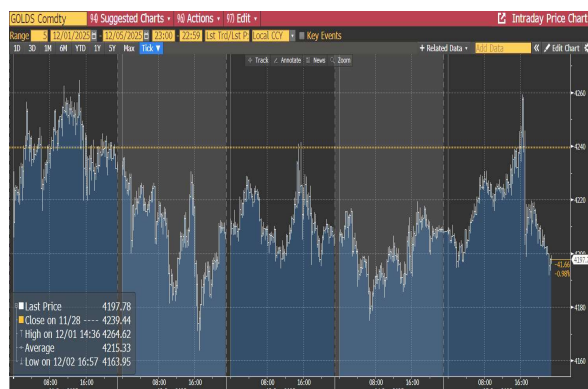 GOLDS Comdty 94) Suggested Charts 96) Actions 97) Edit Intraday Price Chart
Range 5 12/01/2025 - 12/05/2025 23:00 - 22:59 Lst Trd/Lst P Local CCY Key Events
1D 3D 1M 6M YTD 1Y 5Y Max Tick ▼ + Related Data Add Data « Edit Chart
Track Annotate News Zoom
4260
4240
4220
4200
4197.
-41.66
-0.98%
4180
4160
Last Price 4197.78
Close on 11/28 ---- 4239.44
High on 12/01 14:36 4264.62
Average 4215.33
Low on 12/02 16:57 4163.95
08:00 16:00 08:00 16:00 08:00 16:00 08:00 16:00 08:00 16:00